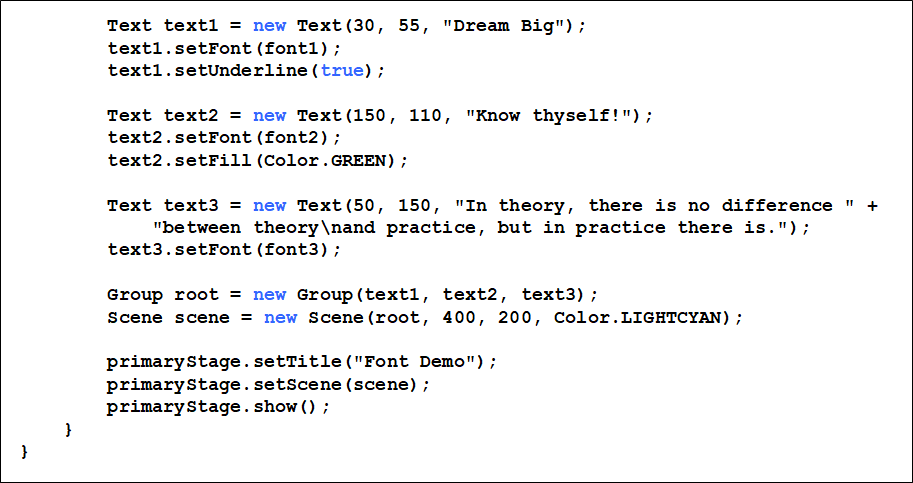 Text text1 = new Text(30, 55, "Dream Big");
text1.setFont(font1);
text1.setUnderline(true);
Text text2 = new Text(150, 110, "Know thyself!");
text2.setFont(font2);
text2.setFill(Color.GREEN);
Text text3 = new Text(50, 150, "In theory, there is no difference " +
"between theory\nand practice, but in practice there is.");
text3.setFont(font3);
Group root = new Group(text1, text2, text3);
Scene scene = new Scene(root, 400, 200, Color.LIGHTCYAN);
primaryStage.setTitle("Font Demo");
primaryStage.setScene(scene);
primaryStage.show();
}
}